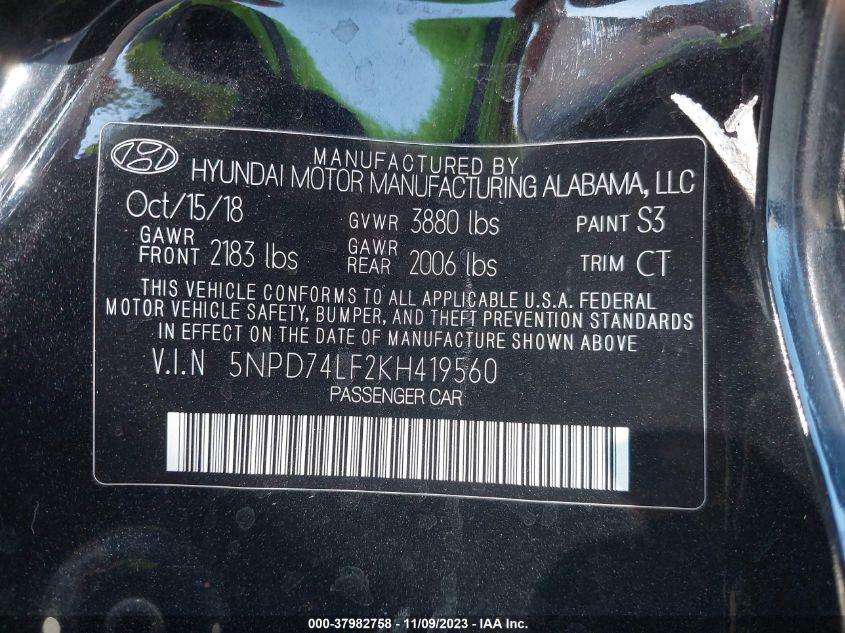 MANUFACTURED BY
HYUNDAI MOTOR MANUFACTURING ALABAMA, LLC
Oct/15/18 GVWR 3880 lbs PAINT S3
GAWR FRONT 2183 lbs GAWR REAR 2006 lbs TRIM CT
THIS VEHICLE CONFORMS TO ALL APPLICABLE U.S.A. FEDERAL
MOTOR VEHICLE SAFETY, BUMPER, AND THEFT PREVENTION STANDARDS
IN EFFECT ON THE DATE OF MANUFACTURE SHOWN ABOVE
V.I.N 5NPD74LF2KH419560
PASSENGER CAR
000-37982758 - 11/09/2023 - IAA Inc.